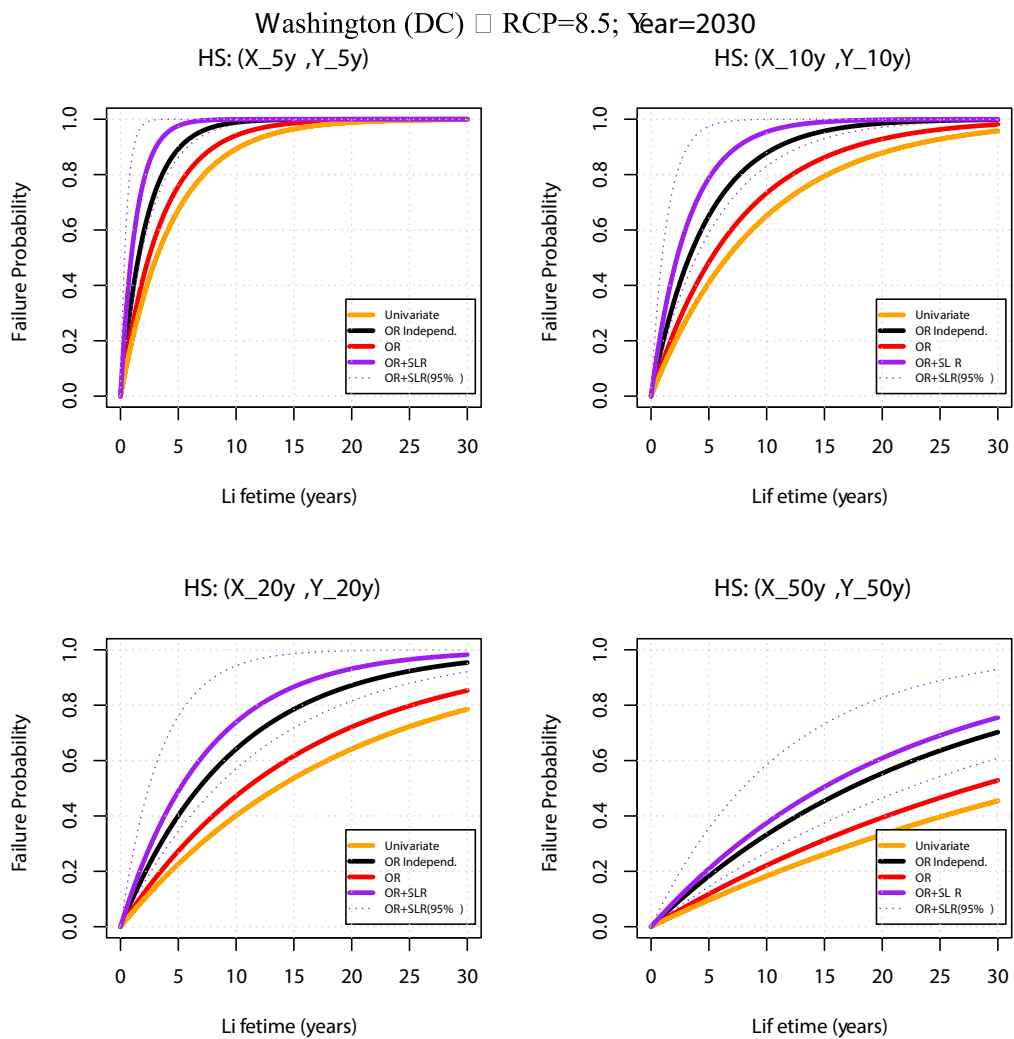 Washington (DC) □ RCP=8.5; Year=2030
HS: (X_5y ,Y_5y)
Failure Probability
1.0
0.8
0.6
0.4
0.2
0.0
Univariate
OR Independ.
OR
OR+SLR
OR+SLR(95% )
0 5 10 15 20 25 30
Li fetime (years)
HS: (X_10y ,Y_10y)
Failure Probability
1.0
0.8
0.6
0.4
0.2
0.0
Univariate
OR Independ.
OR
OR+SL R
OR+SLR(95% )
0 5 10 15 20 25 30
Lif etime (years)
HS: (X_20y ,Y_20y)
Failure Probability
1.0
0.8
0.6
0.4
0.2
0.0
Univariate
OR Independ.
OR
OR+SLR
OR+SLR(95% )
0 5 10 15 20 25 30
Li fetime (years)
HS: (X_50y ,Y_50y)
Failure Probability
1.0
0.8
0.6
0.4
0.2
0.0
Univariate
OR Independ.
OR
OR+SL R
OR+SLR(95% )
0 5 10 15 20 25 30
Lif etime (years)